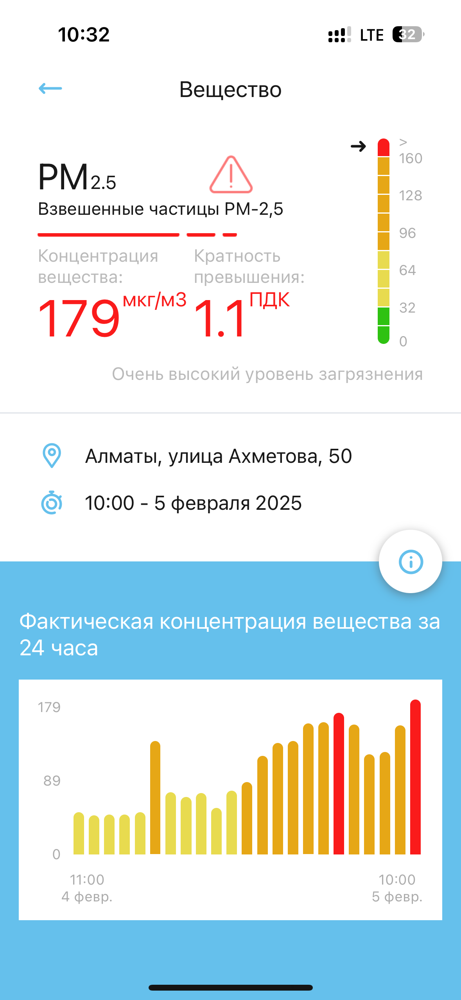 10:32
LTE 32
Вещество
>
160
PM2.5
128
Взвешенные частицы PM-2,5
96
Концентрация вещества:
Кратность превышения:
64
179 мкг/м3
1.1 ПДК
32
0
Очень высокий уровень загрязнения
Алматы, улица Ахметова, 50
10:00 - 5 февраля 2025
Фактическая концентрация вещества за
24 часа
179
89
0
11:00
4 февр.
10:00
5 февр.